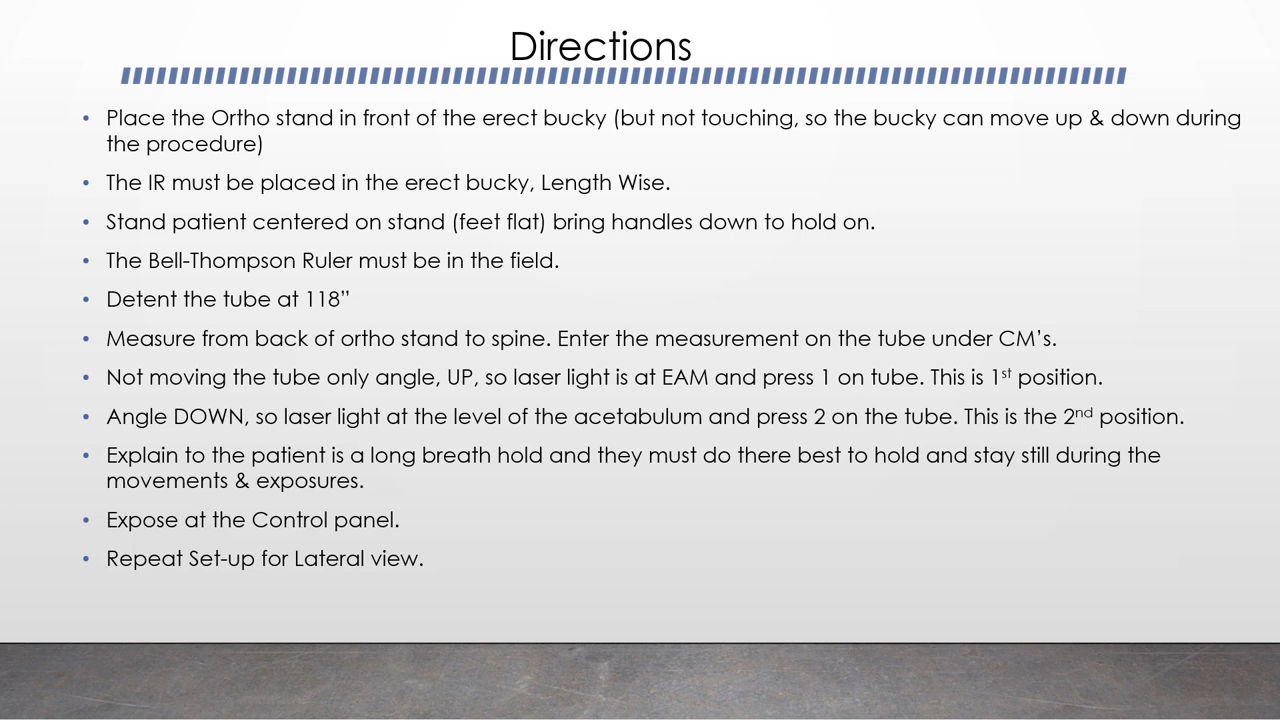 Directions
• Place the Ortho stand in front of the erect bucky (but not touching, so the bucky can move up & down during
the procedure)
• The IR must be placed in the erect bucky, Length Wise.
• Stand patient centered on stand (feet flat) bring handles down to hold on.
• The Bell-Thompson Ruler must be in the field.
• Detent the tube at 118”
• Measure from back of ortho stand to spine. Enter the measurement on the tube under CM’s.
• Not moving the tube only angle, UP, so laser light is at EAM and press 1 on tube. This is 1st position.
• Angle DOWN, so laser light at the level of the acetabulum and press 2 on the tube. This is the 2nd position.
• Explain to the patient is a long breath hold and they must do there best to hold and stay still during the
movements & exposures.
• Expose at the Control panel.
• Repeat Set-up for Lateral view.